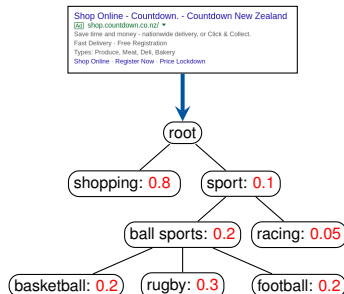 Shop Online - Countdown. - Countdown New Zealand
Ad shop.countdown.co.nz/
Save time and money - nationwide delivery, or Click & Collect.
Fast Delivery · Free Registration
Types: Produce, Meat, Deli, Bakery
Shop Online · Register Now · Price Lockdown
root
shopping: 0.8 sport: 0.1
ball sports: 0.2 racing: 0.05
basketball: 0.2 rugby: 0.3 football: 0.2